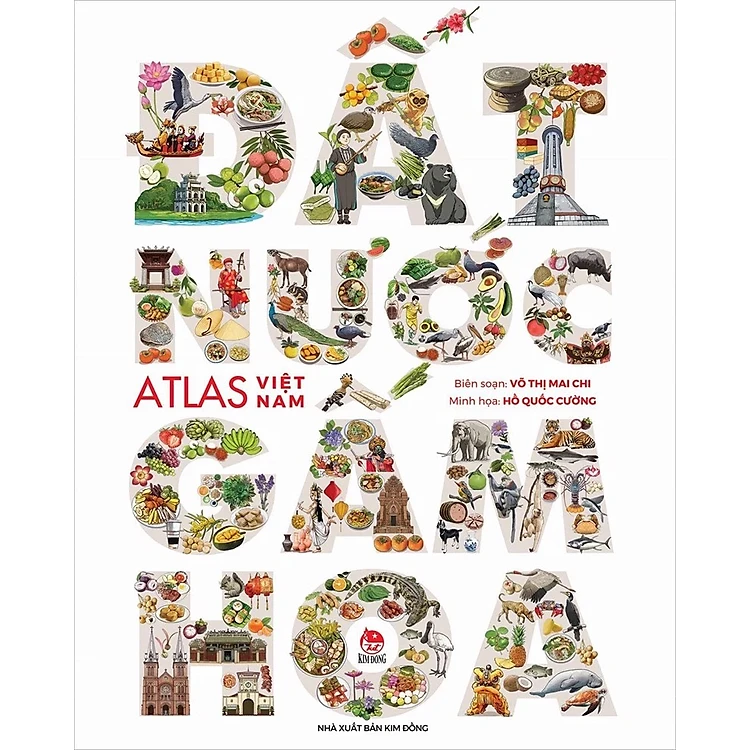 ĐẤT
NƯỚC
ATLAS VIỆT NAM
Biên soạn: VÕ THỊ MAI CHI
Minh họa: HỒ QUỐC CƯỜNG
GẤM
HOA
KIM ĐỒNG
NHÀ XUẤT BẢN KIM ĐỒNG